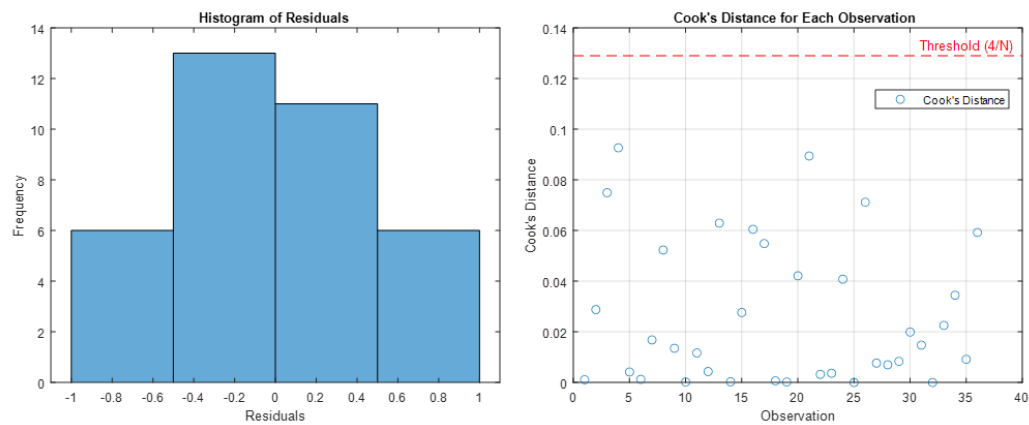 Histogram of Residuals
14
12
10
8
6
4
2
0
-1 -0.8 -0.6 -0.4 -0.2 0 0.2 0.4 0.6 0.8 1
Residuals
Frequency
Cook's Distance for Each Observation
0.14
0.12
0.1
0.08
0.06
0.04
0.02
0
0 5 10 15 20 25 30 35 40
Observation
Cook's Distance
Threshold (4/N)
Cook's Distance